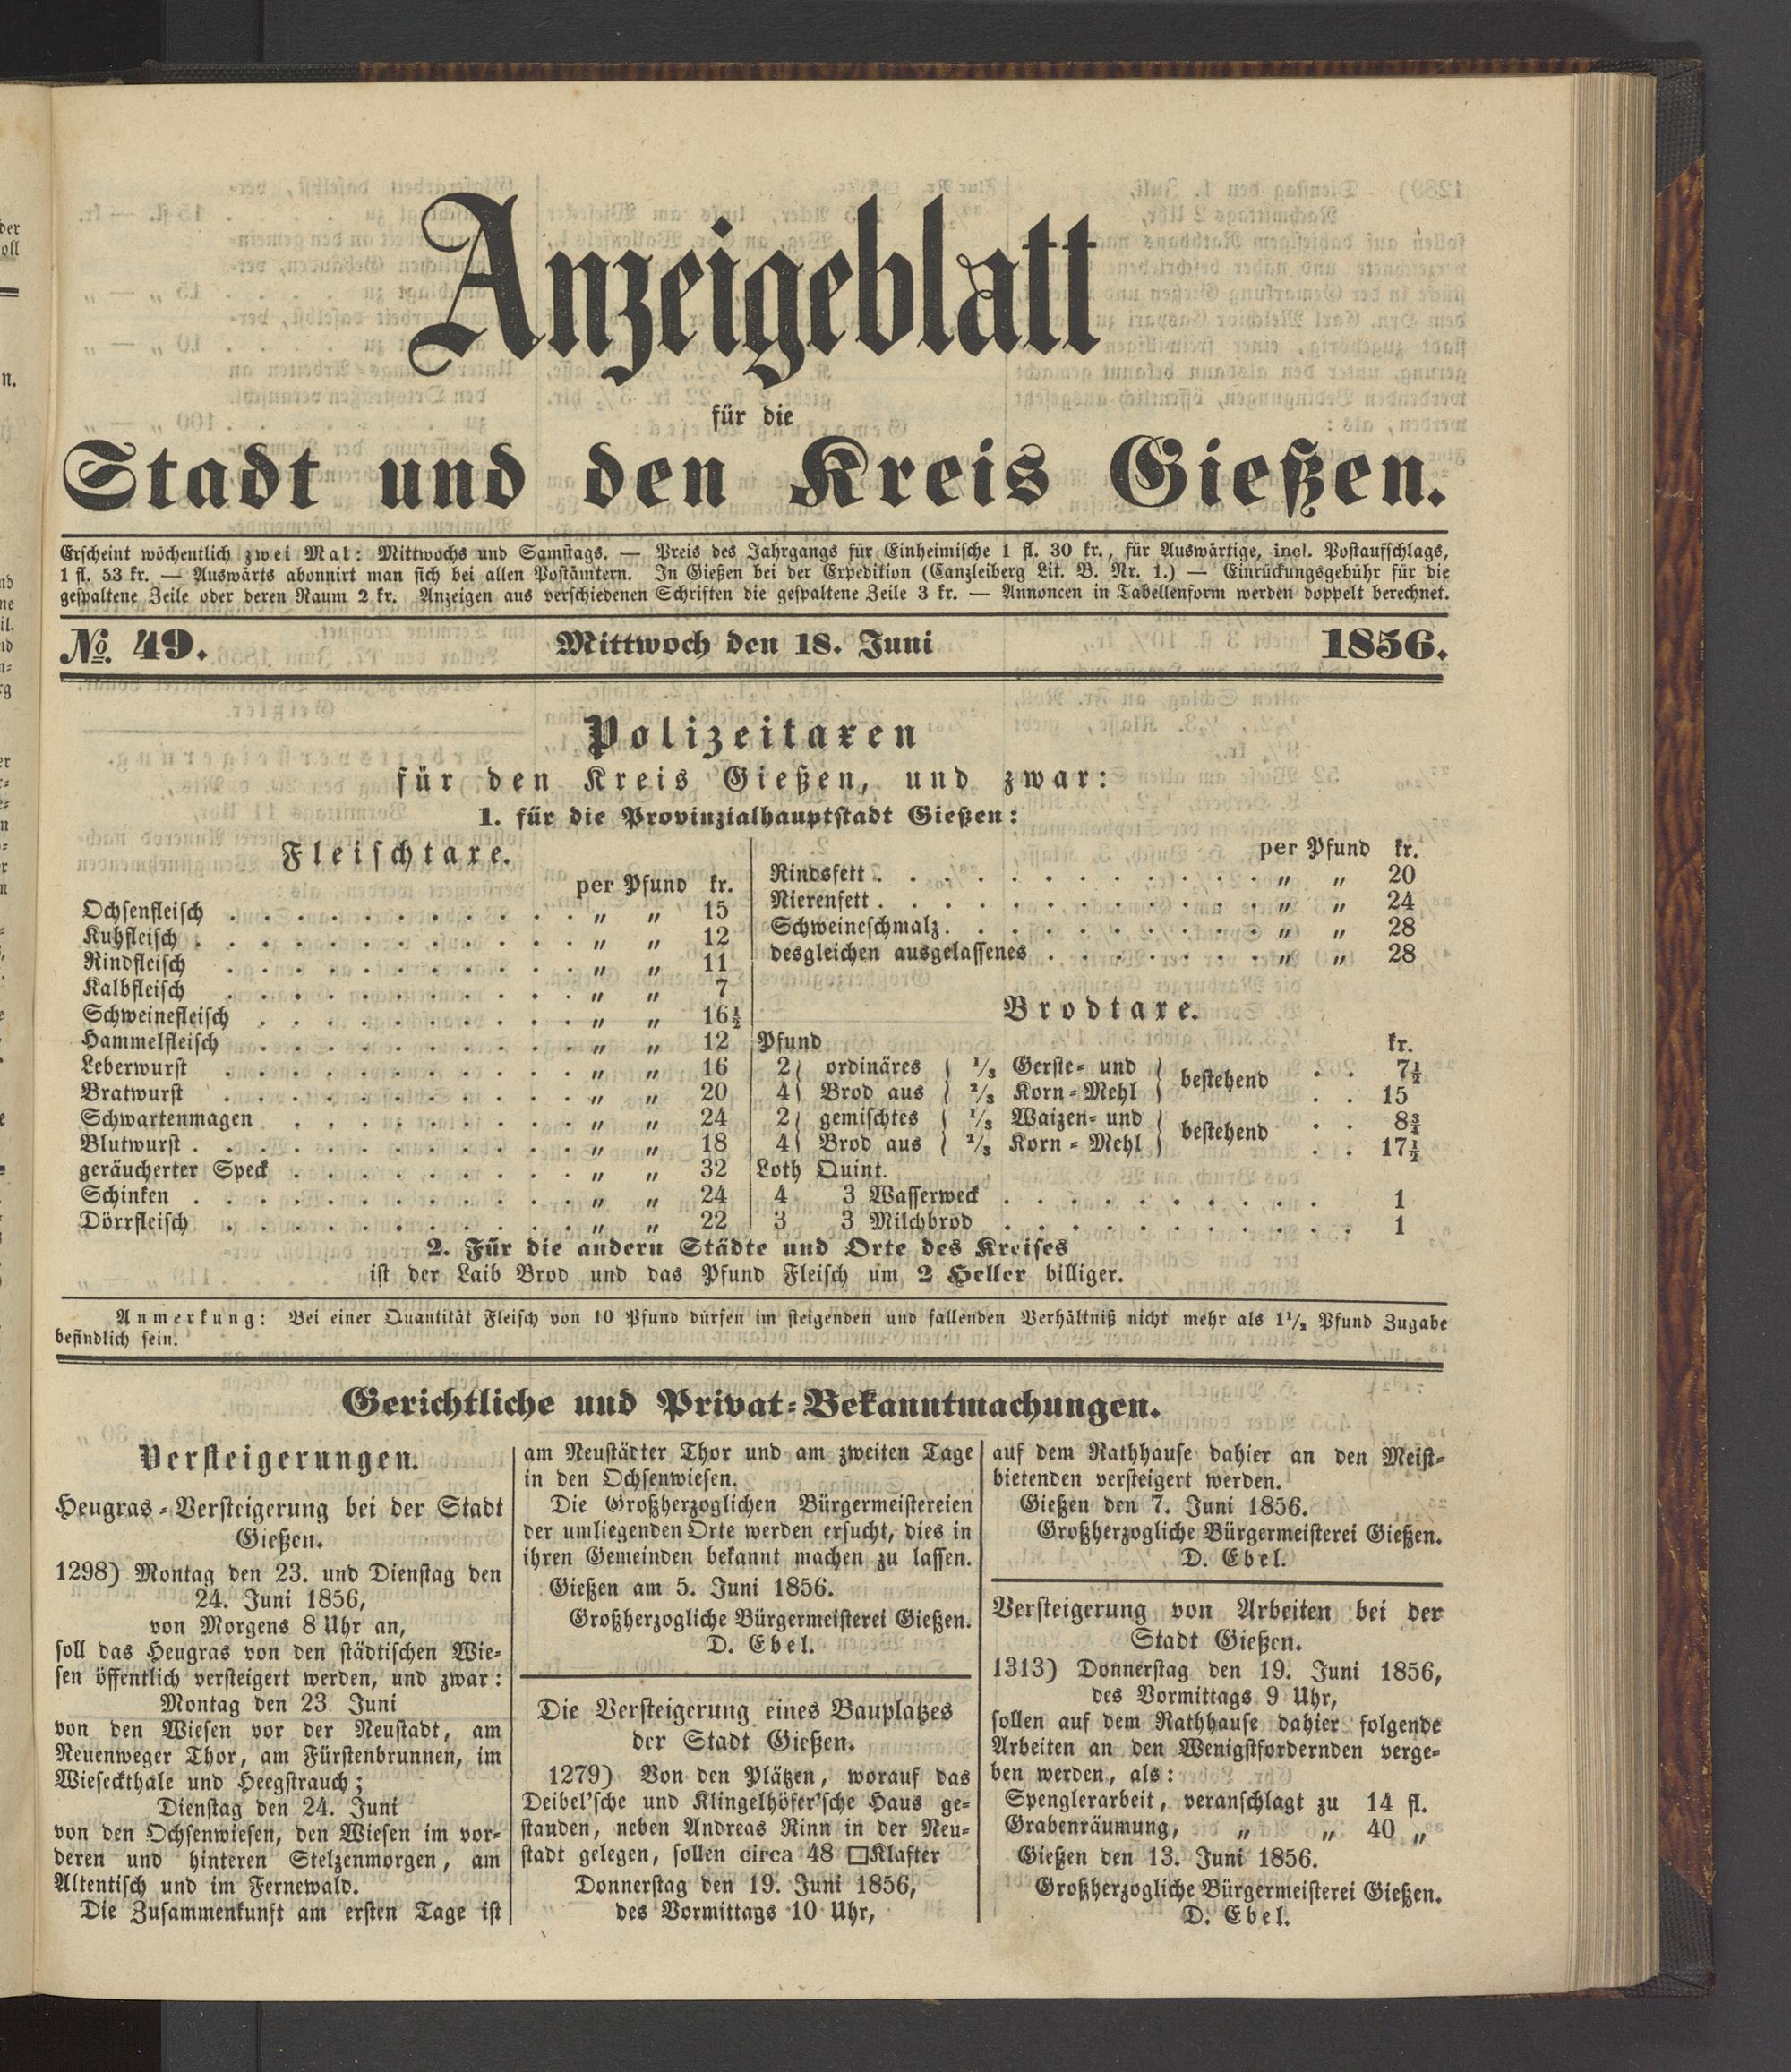 Anzeigeblatt
für die
Stadt und den Kreis Gießen.
Erscheint wöchentlich zwei Mal: Mittwochs und Samstags. — Preis des Jahrgangs für Einheimische 1 fl. 30 kr., für Auswärtige, incl. Postaufschlags,
1 fl. 53 kr. — Auswärts abonnirt man sich bei allen Postämtern. In Gießen bei der Expedition (Canzleiberg Lit. B. Nr. 1.) — Einrückungsgebühr für die
gespaltene Zeile oder deren Raum 2 kr. Anzeigen aus verschiedenen Schriften die gespaltene Zeile 3 kr. — Annoncen in Tabellenform werden doppelt berechnet.
No. 49. Mittwoch den 18. Juni 1856.
Polizeitaxen
für den Kreis Gießen, und zwar:
1. für die Provinzialhauptstadt Gießen:
Fleischtaxe.
per Pfund kr.
Ochsenfleisch . . . . . . . . . . . „ „ 15
Kuhfleisch . . . . . . . . . . . . „ „ 12
Rindfleisch . . . . . . . . . . . „ „ 11
Kalbfleisch . . . . . . . . . . . „ „ 7
Schweinefleisch . . . . . . . . . . „ „ 16½
Hammelfleisch . . . . . . . . . . „ „ 12
Leberwurst . . . . . . . . . . . „ „ 16
Bratwurst . . . . . . . . . . . „ „ 20
Schwartenmagen . . . . . . . . . „ „ 24
Blutwurst . . . . . . . . . . . . „ „ 18
geräucherter Speck . . . . . . . . . „ „ 32
Schinken . . . . . . . . . . . . „ „ 24
Dörrfleisch . . . . . . . . . . . „ „ 22
per Pfund kr.
Rindsfett . . . . . . . . . . . . „ „ 20
Nierenfett . . . . . . . . . . . . „ „ 24
Schweineschmalz. . . . . . . . . . . „ „ 28
desgleichen ausgelassenes . . . . . . . „ „ 28
Brodtaxe.
Pfund kr.
2} ordinäres { 1/3 Gerste- und } bestehend . . 7½
4} Brod aus { 2/3 Korn-Mehl } . . 15
2} gemischtes { 1/3 Waizen- und } bestehend . . 8¾
4} Brod aus { 2/3 Korn-Mehl } . . 17½
Loth Quint.
4 3 Wasserweck . . . . . . . . . . 1
3 3 Milchbrod . . . . . . . . . . . 1
2. Für die andern Städte und Orte des Kreises
ist der Laib Brod und das Pfund Fleisch um 2 Heller billiger.
Anmerkung: Bei einer Quantität Fleisch von 10 Pfund dürfen im steigenden und fallenden Verhältniß nicht mehr als 1½ Pfund Zugabe
befindlich sein.
Gerichtliche und Privat-Bekanntmachungen.
Versteigerungen.
Heugras-Versteigerung bei der Stadt
Gießen.
1298) Montag den 23. und Dienstag den
24. Juni 1856,
von Morgens 8 Uhr an,
soll das Heugras von den städtischen Wie-
sen öffentlich versteigert werden, und zwar:
Montag den 23 Juni
von den Wiesen vor der Neustadt, am
Neuenweger Thor, am Fürstenbrunnen, im
Wieseckthale und Heegstrauch;
Dienstag den 24. Juni
von den Ochsenwiesen, den Wiesen im vor-
deren und hinteren Stelzenmorgen, am
Altentisch und im Fernewald.
Die Zusammenkunft am ersten Tage ist
am Neustädter Thor und am zweiten Tage
in den Ochsenwiesen.
Die Großherzoglichen Bürgermeistereien
der umliegenden Orte werden ersucht, dies in
ihren Gemeinden bekannt machen zu lassen.
Gießen am 5. Juni 1856.
Großherzogliche Bürgermeisterei Gießen.
D. Ebel.
Die Versteigerung eines Bauplatzes
der Stadt Gießen.
1279) Von den Plätzen, worauf das
Deibel'sche und Klingelhöfer'sche Haus ge-
standen, neben Andreas Rinn in der Neu-
stadt gelegen, sollen circa 48 □Klafter
Donnerstag den 19. Juni 1856,
des Vormittags 10 Uhr,
auf dem Rathhause dahier an den Meist-
bietenden versteigert werden.
Gießen den 7. Juni 1856.
Großherzogliche Bürgermeisterei Gießen.
D. Ebel.
Versteigerung von Arbeiten bei der
Stadt Gießen.
1313) Donnerstag den 19. Juni 1856,
des Vormittags 9 Uhr,
sollen auf dem Rathhause dahier folgende
Arbeiten an den Wenigstfordernden verge-
ben werden, als:
Spenglerarbeit, veranschlagt zu 14 fl.
Grabenräumung, „ „ 40 „
Gießen den 13. Juni 1856.
Großherzogliche Bürgermeisterei Gießen.
D. Ebel.